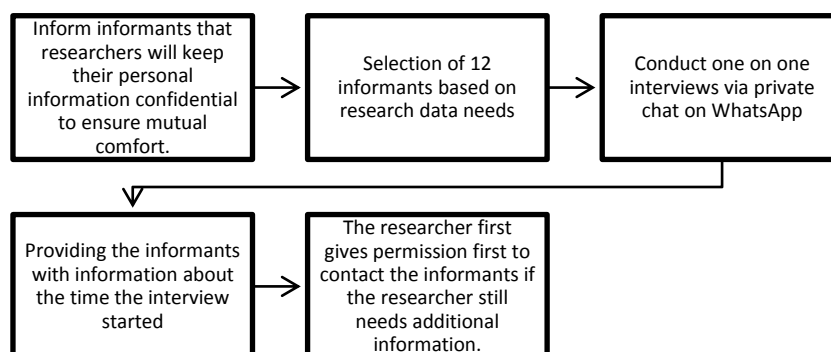 Inform informants that
researchers will keep
their personal
information confidential
to ensure mutual
comfort.
Selection of 12
informants based on
research data needs
Conduct one on one
interviews via private
chat on WhatsApp
Providing the informants
with information about
the time the interview
started
The researcher first
gives permission first to
contact the informants if
the researcher still
needs additional
information.